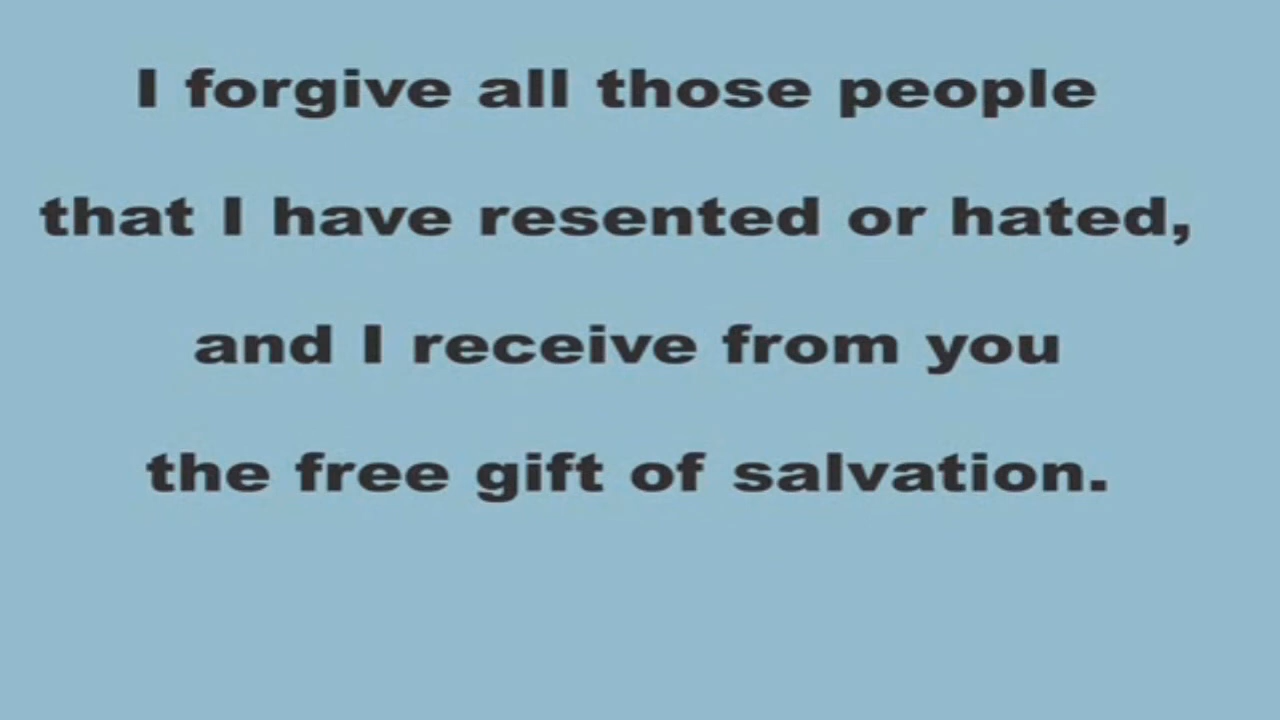 I forgive all those people
that I have resented or hated,
and I receive from you
the free gift of salvation.